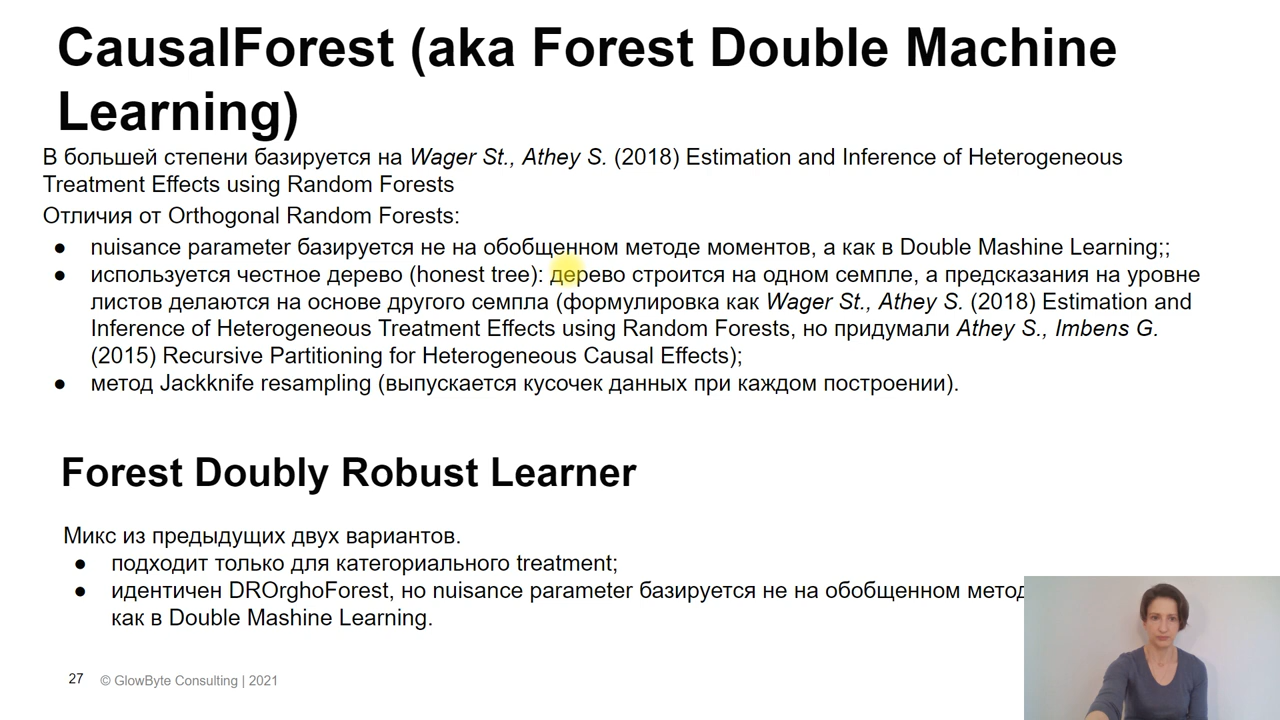 CausalForest (aka Forest Double Machine
Learning)
В большей степени базируется на Wager St., Athey S. (2018) Estimation and Inference of Heterogeneous
Treatment Effects using Random Forests
Отличия от Orthogonal Random Forests:
● nuisance parameter базируется не на обобщенном методе моментов, а как в Double Mashine Learning;;
● используется честное дерево (honest tree): дерево строится на одном семпле, а предсказания на уровне
листов делаются на основе другого семпла (формулировка как Wager St., Athey S. (2018) Estimation and
Inference of Heterogeneous Treatment Effects using Random Forests, но придумали Athey S., Imbens G.
(2015) Recursive Partitioning for Heterogeneous Causal Effects);
● метод Jackknife resampling (выпускается кусочек данных при каждом построении).
Forest Doubly Robust Learner
Микс из предыдущих двух вариантов.
● подходит только для категориального treatment;
● идентичен DROrghoForest, но nuisance parameter базируется не на обобщенном
как в Double Mashine Learning.
27 © GlowByte Consulting | 2021